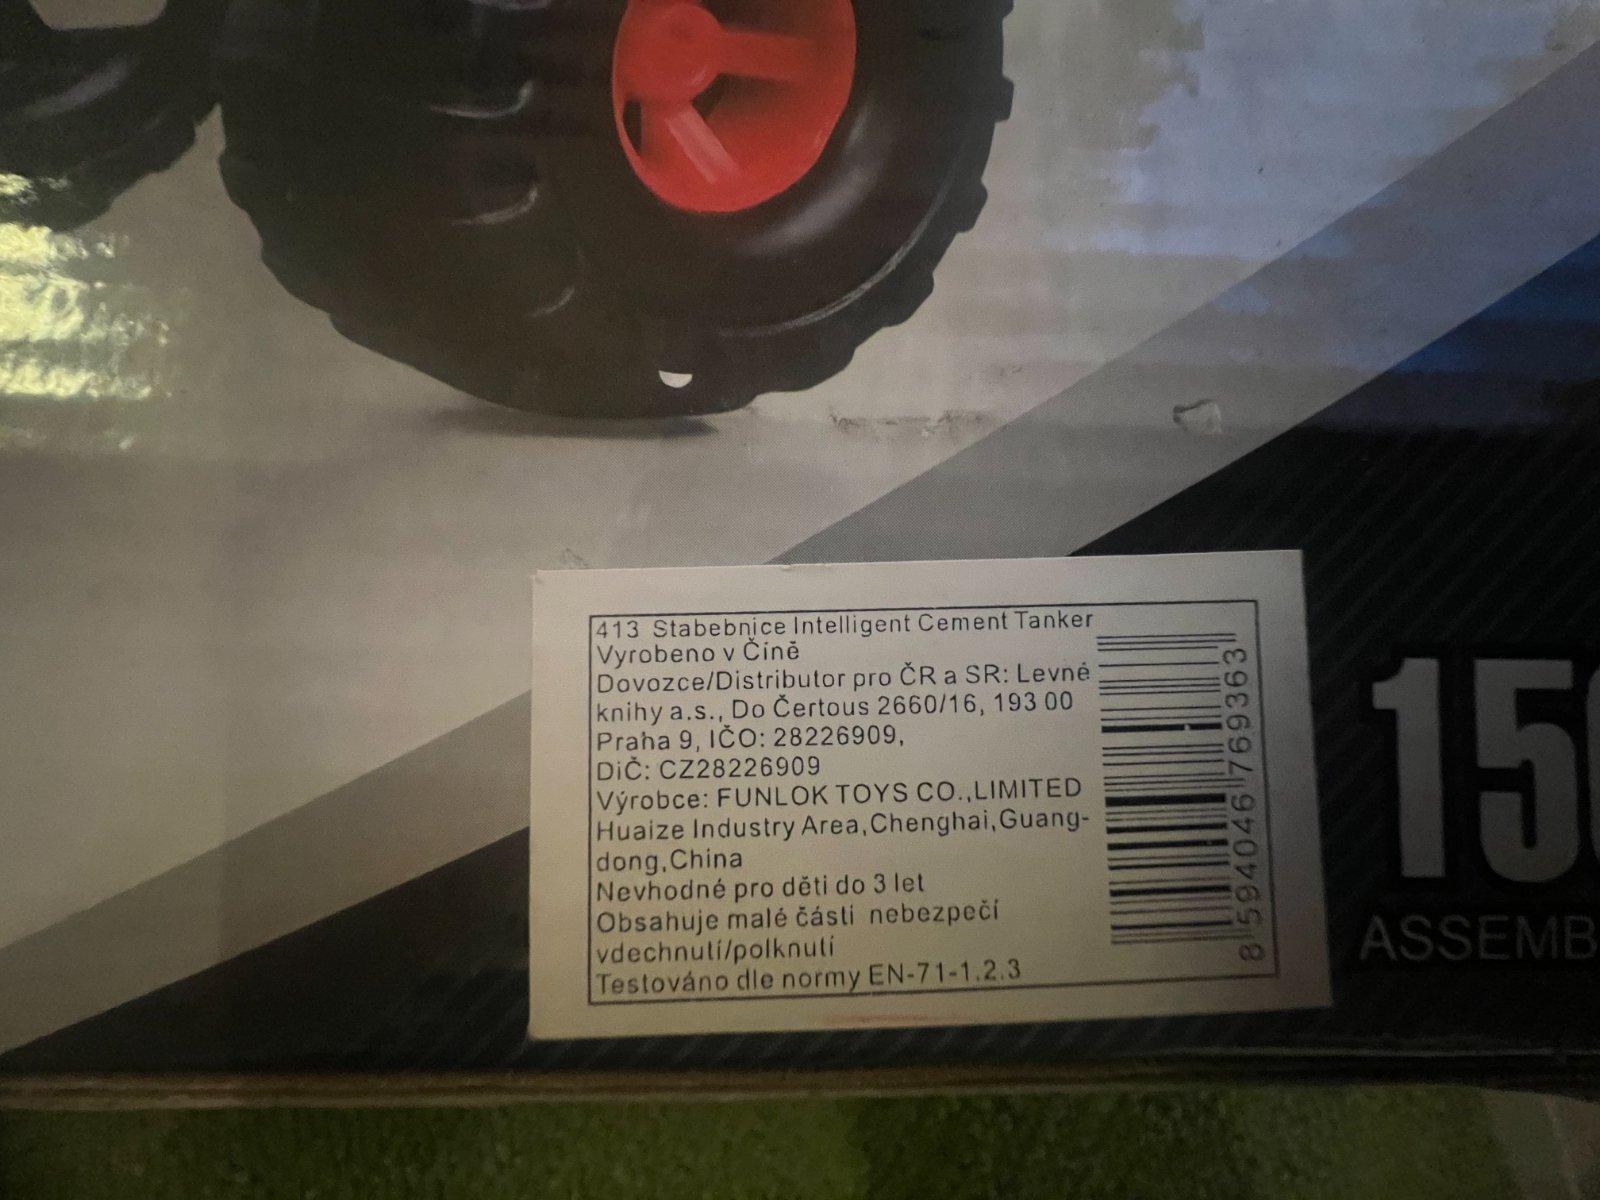 413 Stabebnice Intelligent Cement Tanker
Vyrobeno v Číně
Dovozce/Distributor pro ČR a SR: Levné
knihy a.s., Do Čertous 2660/16, 193 00
Praha 9, IČO: 28226909,
DiČ: CZ28226909
Výrobce: FUNLOK TOYS CO.,LIMITED
Huaize Industry Area,Chenghai,Guang-
dong,China
Nevhodné pro děti do 3 let
Obsahuje malé části nebezpečí
vdechnutí/polknutí
Testováno dle normy EN-71-1.2.3
8 594046 769363
15
ASSEMB